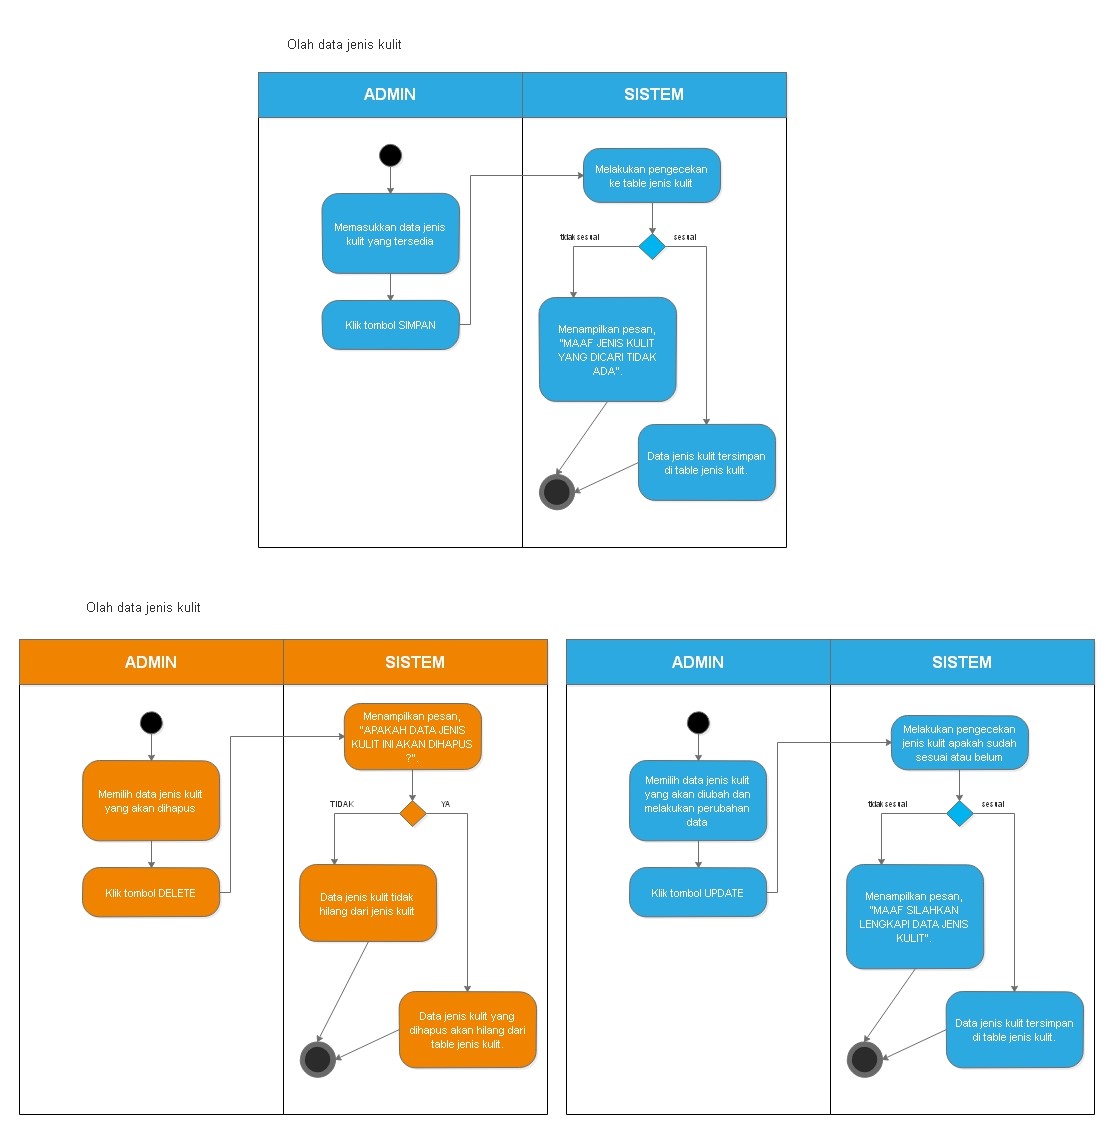 Olah data jenis kulit
ADMIN
SISTEM
Memasukkan data jenis
kulit yang tersedia
Klik tombol SIMPAN
Melakukan pengecekan
ke table jenis kulit
tidak sesuai
sesuai
Menampilkan pesan,
"MAAF JENIS KULIT
YANG DICARI TIDAK
ADA".
Data jenis kulit tersimpan
di table jenis kulit.
Olah data jenis kulit
ADMIN
SISTEM
Memilih data jenis kulit
yang akan dihapus
Klik tombol DELETE
Menampilkan pesan,
"APAKAH DATA JENIS
KULIT INI AKAN DIHAPUS
?".
TIDAK
YA
Data jenis kulit tidak
hilang dari jenis kulit
Data jenis kulit yang
dihapus akan hilang dari
table jenis kulit.
ADMIN
SISTEM
Memilih data jenis kulit
yang akan diubah dan
melakukan perubahan
data
Klik tombol UPDATE
Melakukan pengecekan
jenis kulit apakah sudah
sesuai atau belum
tidak sesuai
sesuai
Menampilkan pesan,
"MAAF SILAHKAN
LENGKAPI DATA JENIS
KULIT".
Data jenis kulit tersimpan
di table jenis kulit.